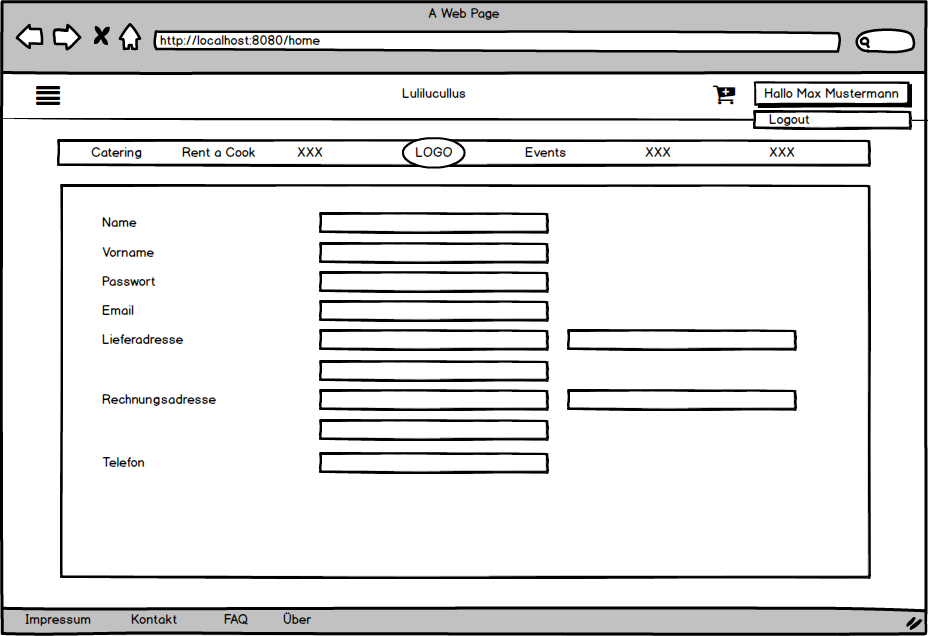 A Web Page
http://localhost:8080/home
Lulilucullus
Hallo Max Mustermann
Logout
Catering Rent a Cook XXX LOGO Events XXX XXX
Name
Vorname
Passwort
Email
Lieferadresse
Rechnungsadresse
Telefon
Impressum Kontakt FAQ Über